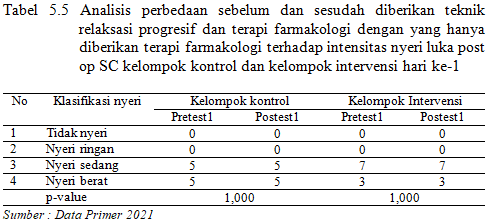 Tabel 5.5 Analisis perbedaan sebelum dan sesudah diberikan teknik
relaksasi progresif dan terapi farmakologi dengan yang hanya
diberikan terapi farmakologi terhadap intensitas nyeri luka post
op SC kelompok kontrol dan kelompok intervensi hari ke-1
No Klasifikasi nyeri Kelompok kontrol Kelompok Intervensi
Pretest1 Postest1 Pretest1 Postest1
1 Tidak nyeri 0 0 0 0
2 Nyeri ringan 0 0 0 0
3 Nyeri sedang 5 5 7 7
4 Nyeri berat 5 5 3 3
p-value 1,000 1,000
Sumber : Data Primer 2021